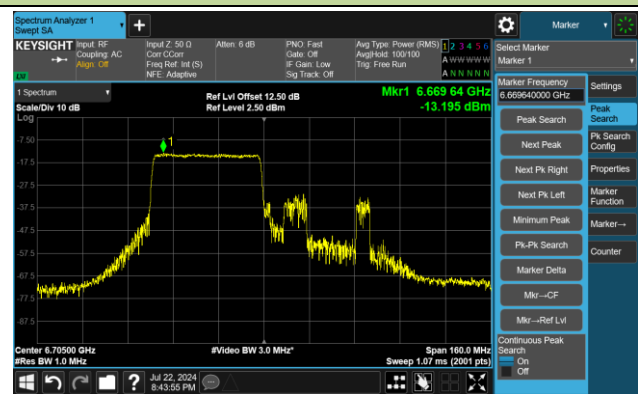 Spectrum Analyzer 1
Swept SA
Marker
KEYSIGHT
Input: RF
Coupling: AC
Align: Off
Input Z: 50 Ω
Corr CCorr
Freq Ref: Int (S)
NFE: Adaptive
Atten: 6 dB
PNO: Fast
Gate: Off
IF Gain: Low
Sig Track: Off
Avg Type: Power (RMS)
Avg|Hold: 100/100
Trig: Free Run
1 2 3 4 5 6
A W W W W W
A N N N N N
Select Marker
Marker 1
LXI
1 Spectrum
Scale/Div 10 dB
Log
Ref Lvl Offset 12.50 dB
Ref Level 2.50 dBm
Mkr1 6.669 64 GHz
-13.195 dBm
1
-7.50
-17.5
-27.5
-37.5
-47.5
-57.5
-67.5
-77.5
-87.5
Center 6.70500 GHz
#Res BW 1.0 MHz
#Video BW 3.0 MHz*
Span 160.0 MHz
Sweep 1.07 ms (2001 pts)
Marker Frequency
6.669640000 GHz
Peak Search
Next Peak
Next Pk Right
Next Pk Left
Minimum Peak
Pk-Pk Search
Marker Delta
Mkr→CF
Mkr→Ref Lvl
Continuous Peak
Search
On
Off
Settings
Peak
Search
Pk Search
Config
Properties
Marker
Function
Marker→
Counter
Jul 22, 2024
8:43:55 PM